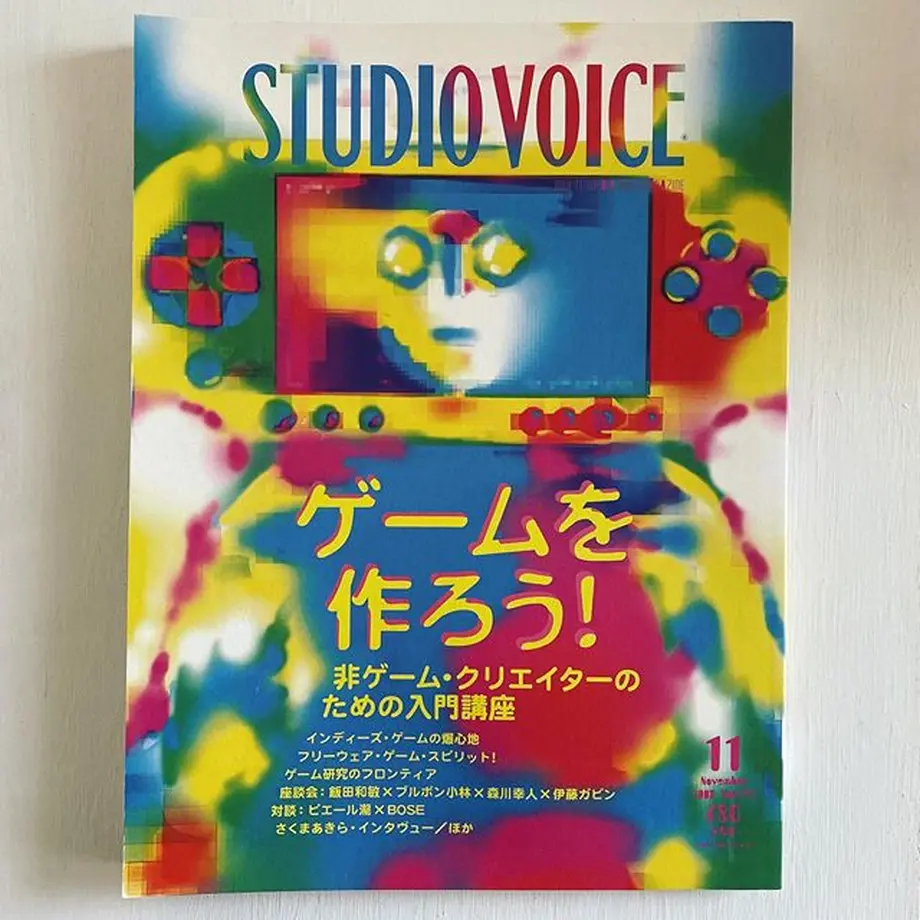 STUDIO VOICE
ゲームを
作ろう!
非ゲーム・クリエイターの
ための入門講座
インディーズ・ゲームの爆心地
フリーウェア・ゲーム・スピリット!
ゲーム研究のフロンティア
座談会:飯田和敏×ブルボン小林×森川幸人×伊藤ガビン
対談:ピエール瀧×BOSE
さくまあきら・インタヴュー/ほか
11
November